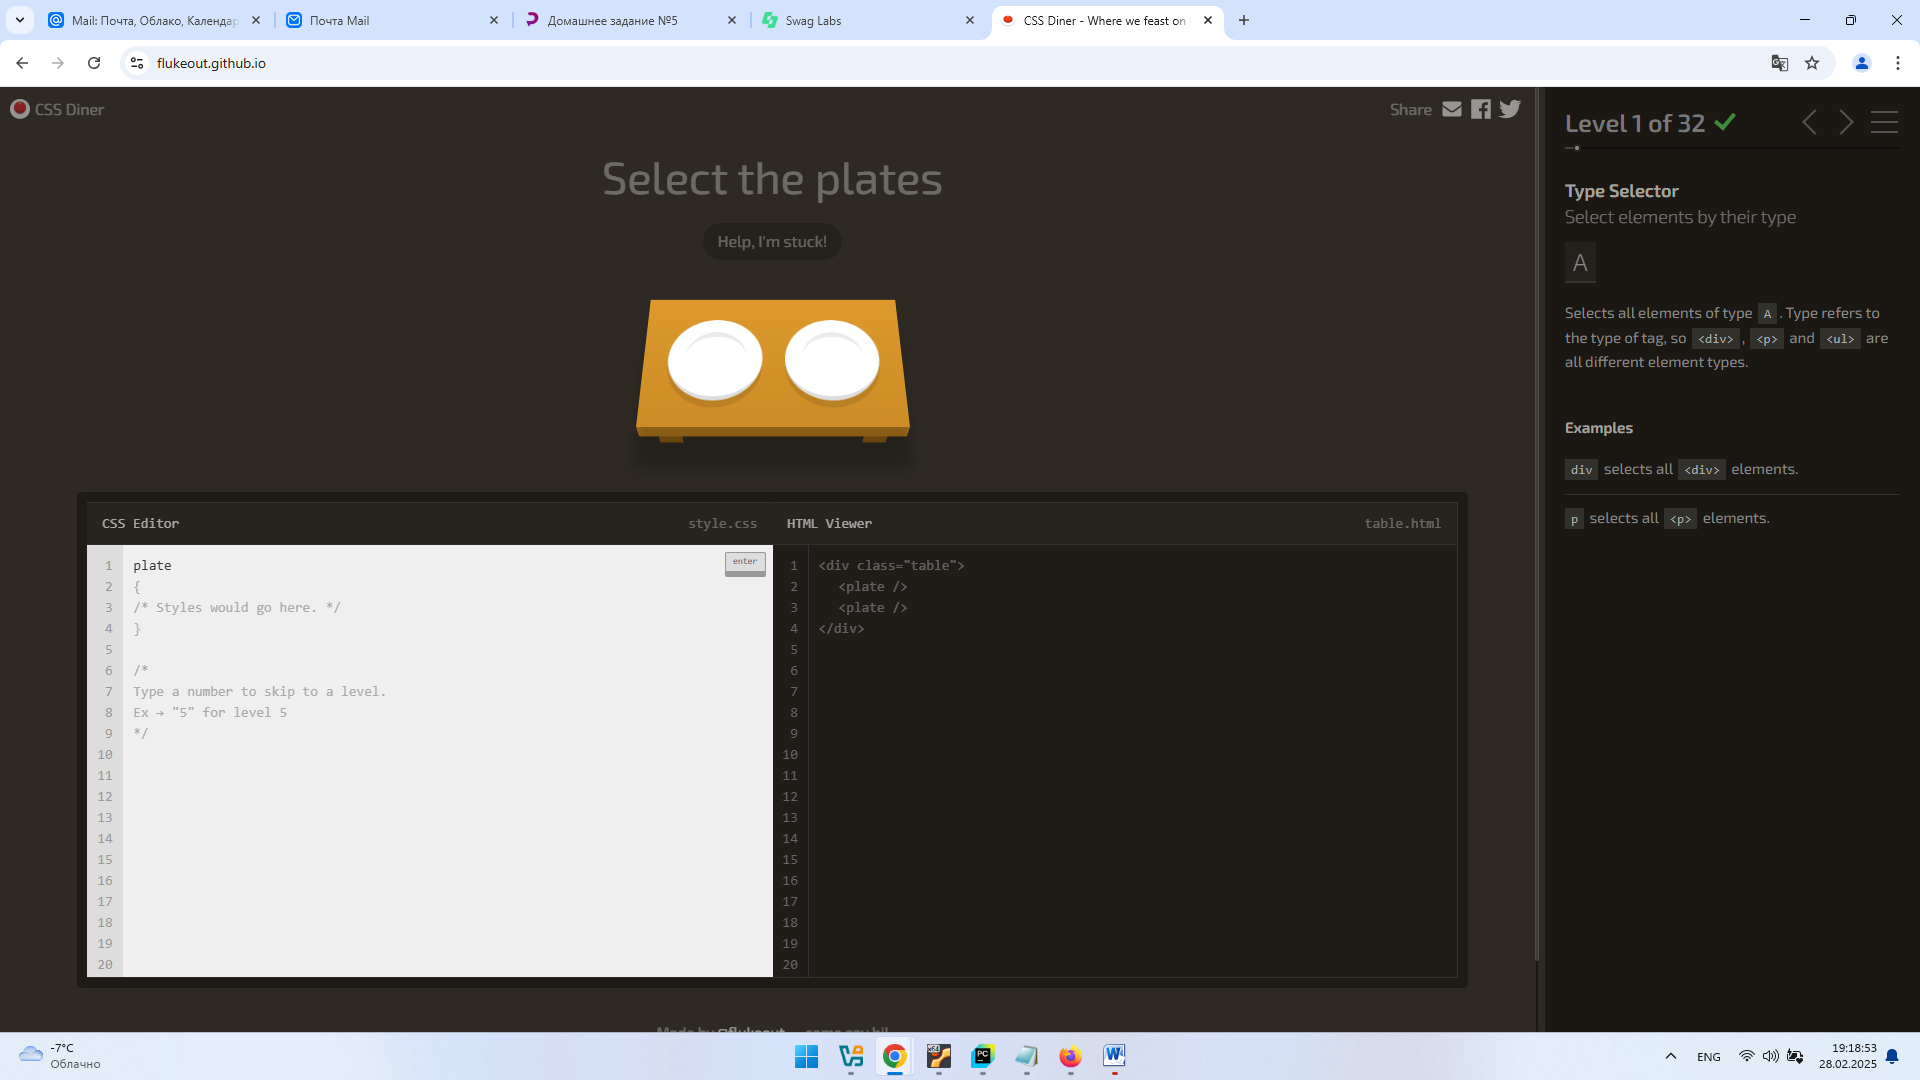 Mail: Почта, Облако, Календар
Почта Mail
Домашнее задание №5
Swag Labs
CSS Diner - Where we feast on
flukeout.github.io
CSS Diner
Share
Select the plates
Help, I'm stuck!
CSS Editor
style.css
HTML Viewer
table.html
1
2
3
4
5
6
7
8
9
10
11
12
13
14
15
16
17
18
19
20
plate
{
/* Styles would go here. */
}
/*
Type a number to skip to a level.
Ex → "5" for level 5
*/
enter
1
2
3
4
5
6
7
8
9
10
11
12
13
14
15
16
17
18
19
20
<div class="table">
<plate />
<plate />
</div>
Level 1 of 32
Type Selector
Select elements by their type
A
Selects all elements of type A . Type refers to
the type of tag, so <div> , <p> and <ul> are
all different element types.
Examples
div selects all <div> elements.
p selects all <p> elements.
-7°C
Облачно
ENG
19:18:53
28.02.2025